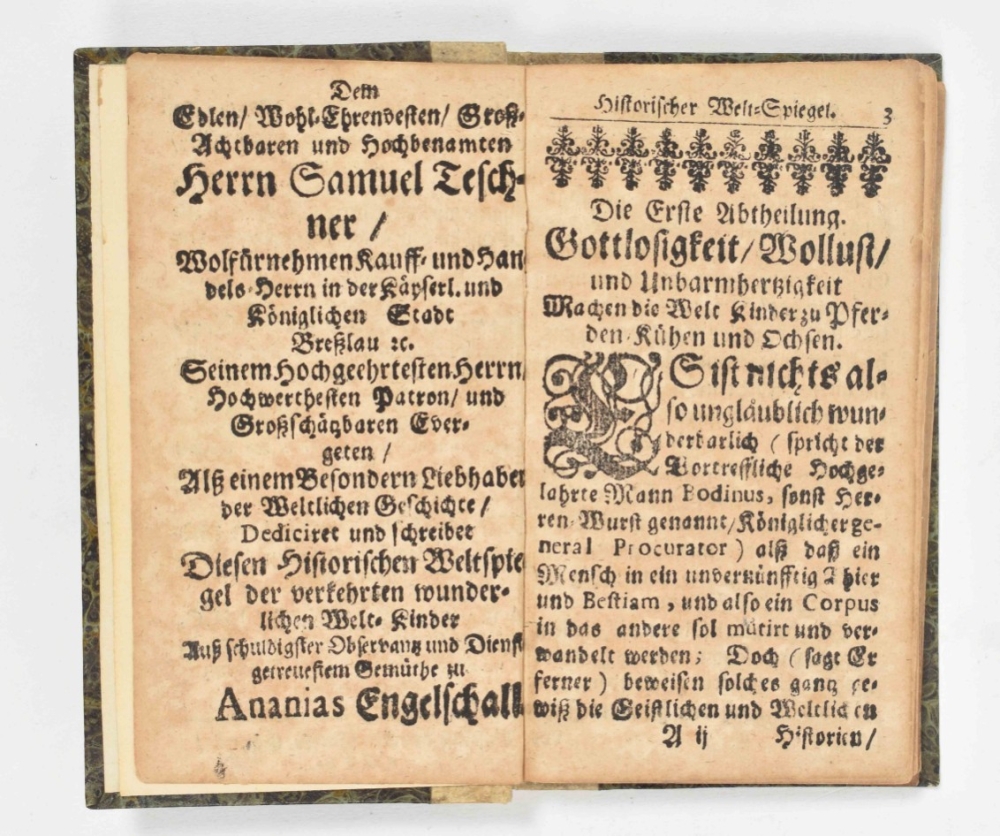 Dem
Edlen/ Wohl-Ehrenvesten/ Groß-
Achtbaren und Hochbenamten
Herrn Samuel Tesch-
ner /
Wolfürnehmen Kauff- und Han
dels-Herrn in der Käyserl. und
Königlichen Stadt
Breßlau ꝛc.
Seinem Hochgeehrtesten Herrn/
Hochwerthesten Patron/ und
Großschätzbaren Ever-
geten /
Alß einem Besondern Liebhaber
der Weltlichen Geschichte /
Dediciret und schreibet
Diesen Historischen Weltspie
gel der verkehrten wunder-
lichen Welt- Kinder
Auß schuldigster Observantz und Dienst
getreuestem Gemüthe zu
Ananias Engelschall
Historischer Welt-Spiegel. 3
Die Erste Abtheilung.
Gottlosigkeit/ Wollust/
und Unbarmhertzigkeit
Machen die Welt Kinder zu Pfer-
den-Kühen und Ochsen.
ES ist nichts al-
so ungläublich wun-
derbarlich ( spricht der
Vortreffliche Hochge-
lahrte Mann Bodinus, sonst Her-
ren-Wurst genannt/ Königlicher ge-
neral Procurator ) alß daß ein
Mensch in ein unvernünfftig Thier
und Bestiam , und also ein Corpus
in das andere sol mutirt und ver-
wandelt werden; Doch ( sagt Er
ferner ) beweisen solches gantz ge-
wiß die Geistlichen und Weltlichen
A ij Historien/